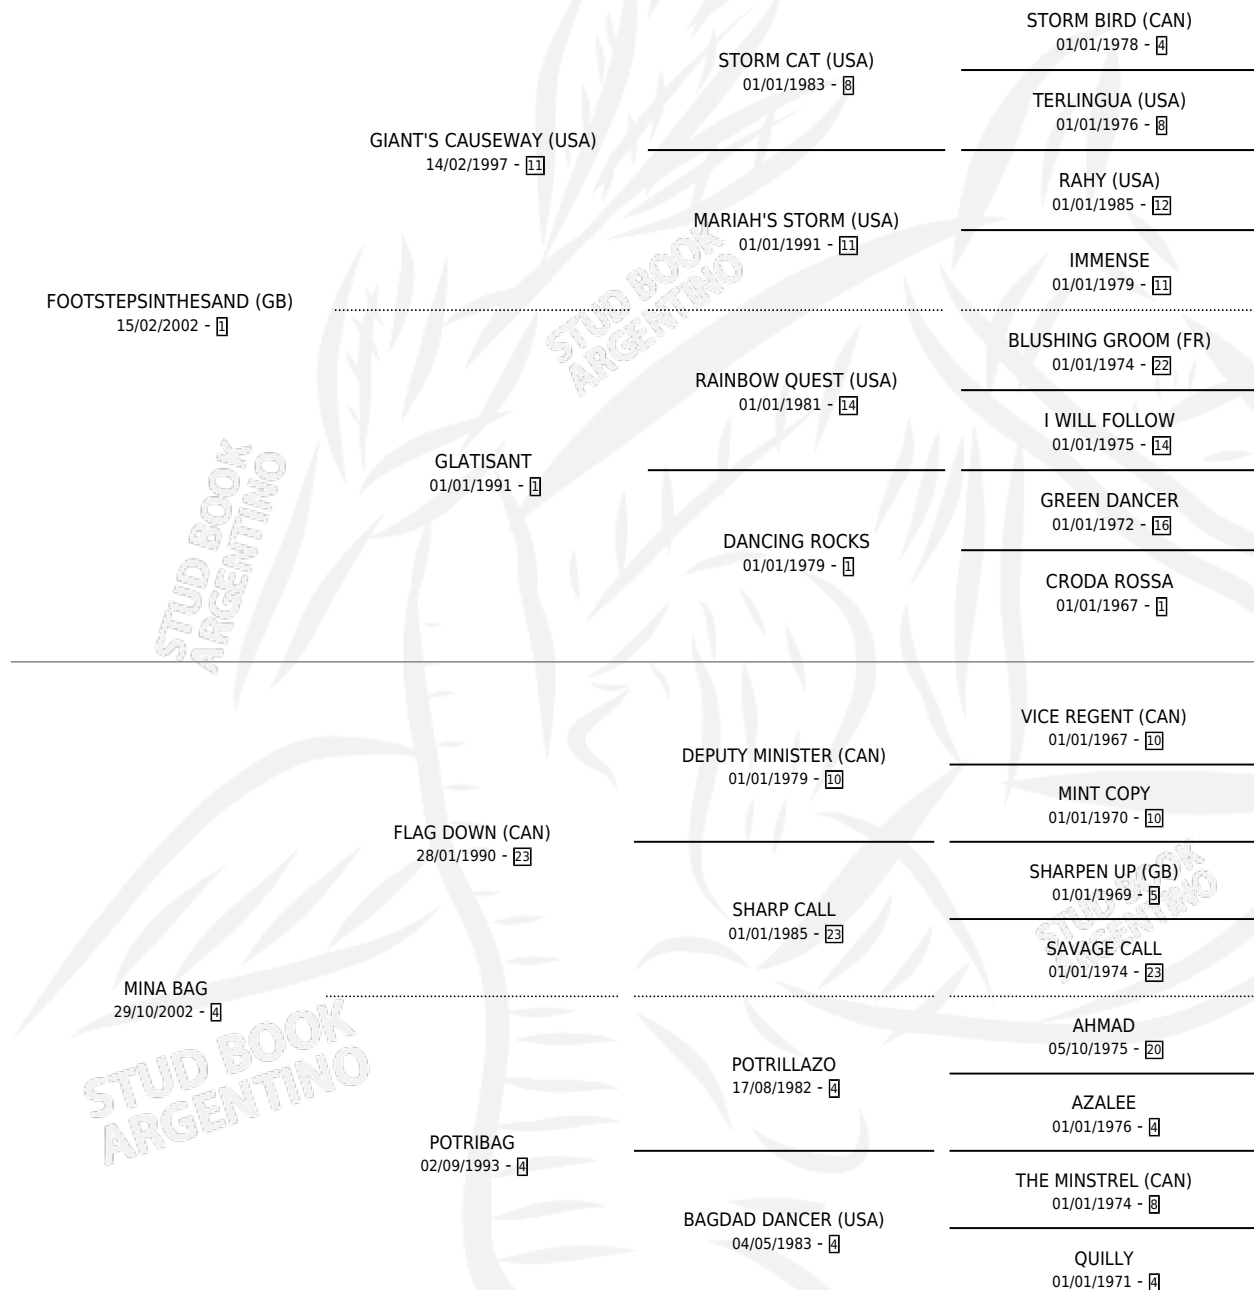 STORM BIRD (CAN)
01/01/1978 - 4
STORM CAT (USA)
01/01/1983 - 8
TERLINGUA (USA)
01/01/1976 - 8
GIANT'S CAUSEWAY (USA)
14/02/1997 - 11
RAHY (USA)
01/01/1985 - 12
MARIAH'S STORM (USA)
01/01/1991 - 11
IMMENSE
01/01/1979 - 11
FOOTSTEPSINTHESAND (GB)
15/02/2002 - 1
STUD BOOK
ARGENTINO
BLUSHING GROOM (FR)
01/01/1974 - 22
RAINBOW QUEST (USA)
01/01/1981 - 14
I WILL FOLLOW
01/01/1975 - 14
GLATISANT
01/01/1991 - 1
GREEN DANCER
01/01/1972 - 16
DANCING ROCKS
01/01/1979 - 1
CRODA ROSSA
01/01/1967 - 1
STUD BOOK
ARGENTINO
VICE REGENT (CAN)
01/01/1967 - 10
DEPUTY MINISTER (CAN)
01/01/1979 - 10
MINT COPY
01/01/1970 - 10
FLAG DOWN (CAN)
28/01/1990 - 23
SHARPEN UP (GB)
01/01/1969 - 5
SHARP CALL
01/01/1985 - 23
STUD BOOK
ARGENTINO
SAVAGE CALL
01/01/1974 - 23
MINA BAG
29/10/2002 - 4
STUD BOOK
ARGENTINO
AHMAD
05/10/1975 - 20
POTRILLAZO
17/08/1982 - 4
AZALEE
01/01/1976 - 4
POTRIBAG
02/09/1993 - 4
THE MINSTREL (CAN)
01/01/1974 - 8
BAGDAD DANCER (USA)
04/05/1983 - 4
QUILLY
01/01/1971 - 4